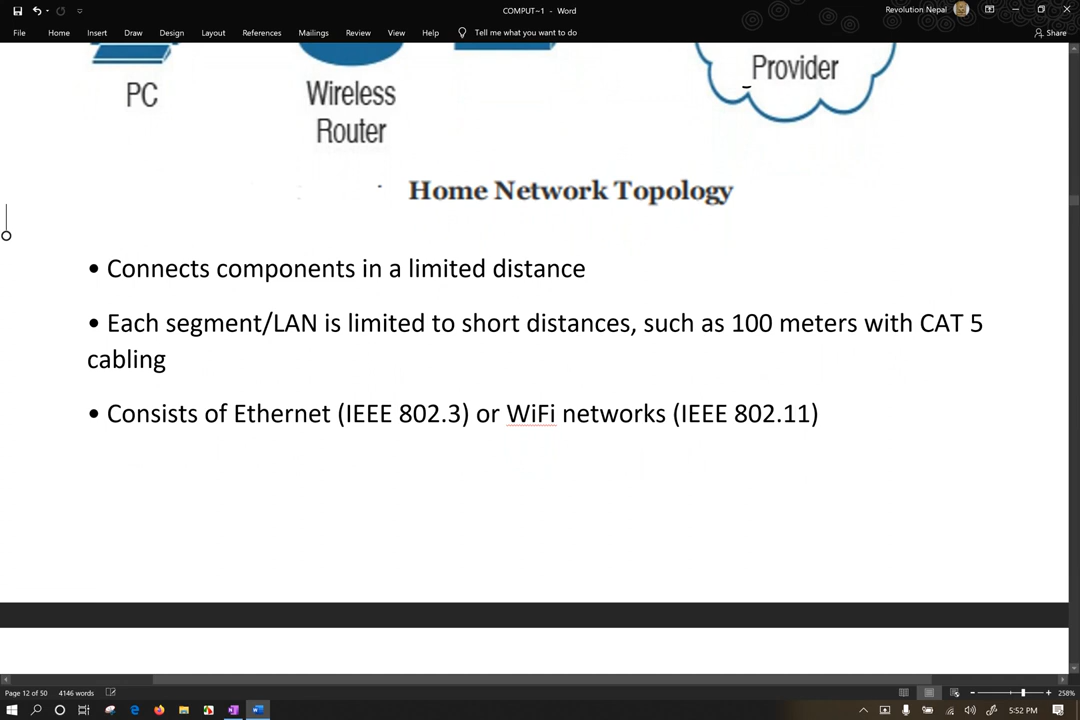 COMPUT~1 - Word
Revolution Nepal
File Home Insert Draw Design Layout References Mailings Review View Help Tell me what you want to do Share
PC
Wireless
Router
Provider
Home Network Topology
• Connects components in a limited distance
• Each segment/LAN is limited to short distances, such as 100 meters with CAT 5
cabling
• Consists of Ethernet (IEEE 802.3) or WiFi networks (IEEE 802.11)
Page 12 of 50 4146 words 258%
5:52 PM